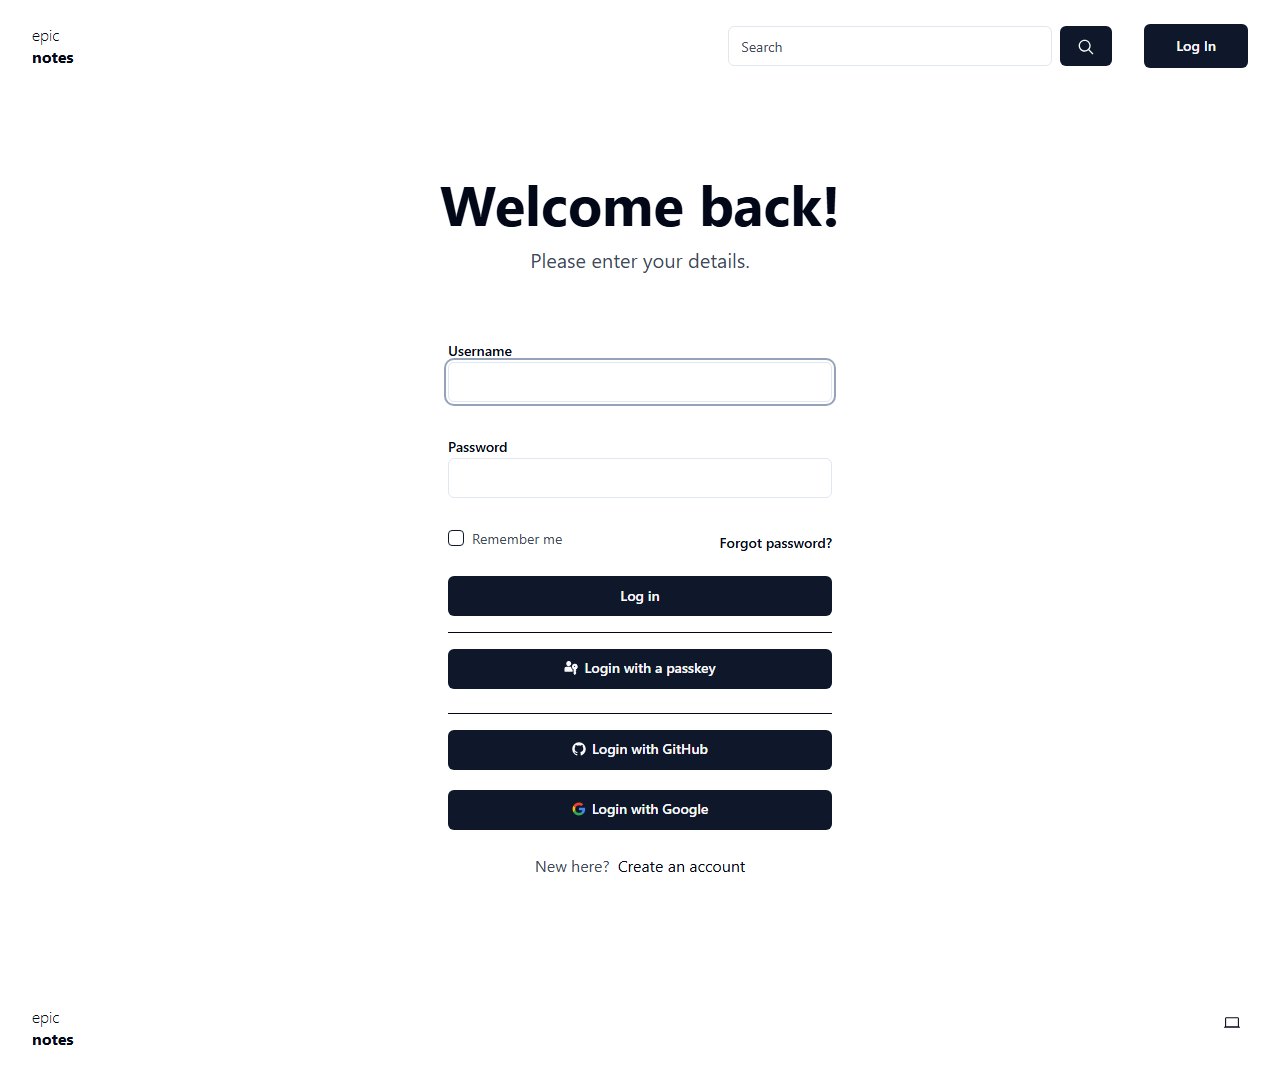 epic
notes
Search
Log In
Welcome back!
Please enter your details.
Username
Password
Remember me
Forgot password?
Log in
Login with a passkey
Login with GitHub
Login with Google
New here? Create an account
epic
notes